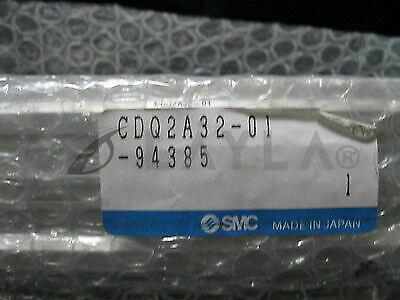 CDQ2A32-01
-94385
1
SMC MADE IN JAPAN